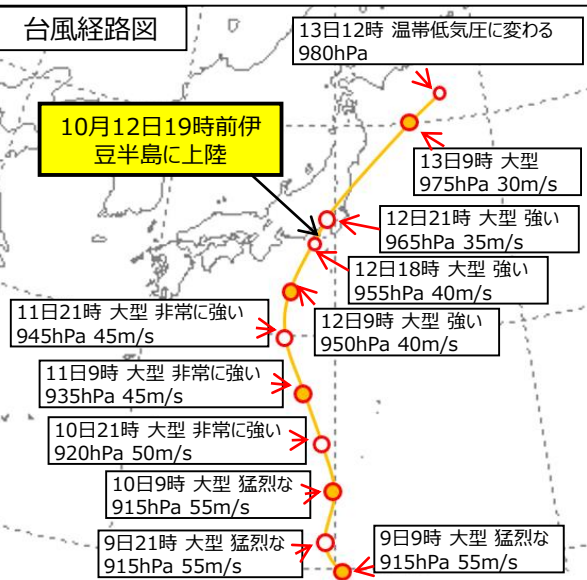 台風経路図
13日12時 温帯低気圧に変わる
980hPa
10月12日19時前伊
豆半島に上陸
13日9時 大型
975hPa 30m/s
12日21時 大型 強い
965hPa 35m/s
12日18時 大型 強い
955hPa 40m/s
11日21時 大型 非常に強い
945hPa 45m/s
12日9時 大型 強い
950hPa 40m/s
11日9時 大型 非常に強い
935hPa 45m/s
10日21時 大型 非常に強い
920hPa 50m/s
10日9時 大型 猛烈な
915hPa 55m/s
9日21時 大型 猛烈な
915hPa 55m/s
9日9時 大型 猛烈な
915hPa 55m/s